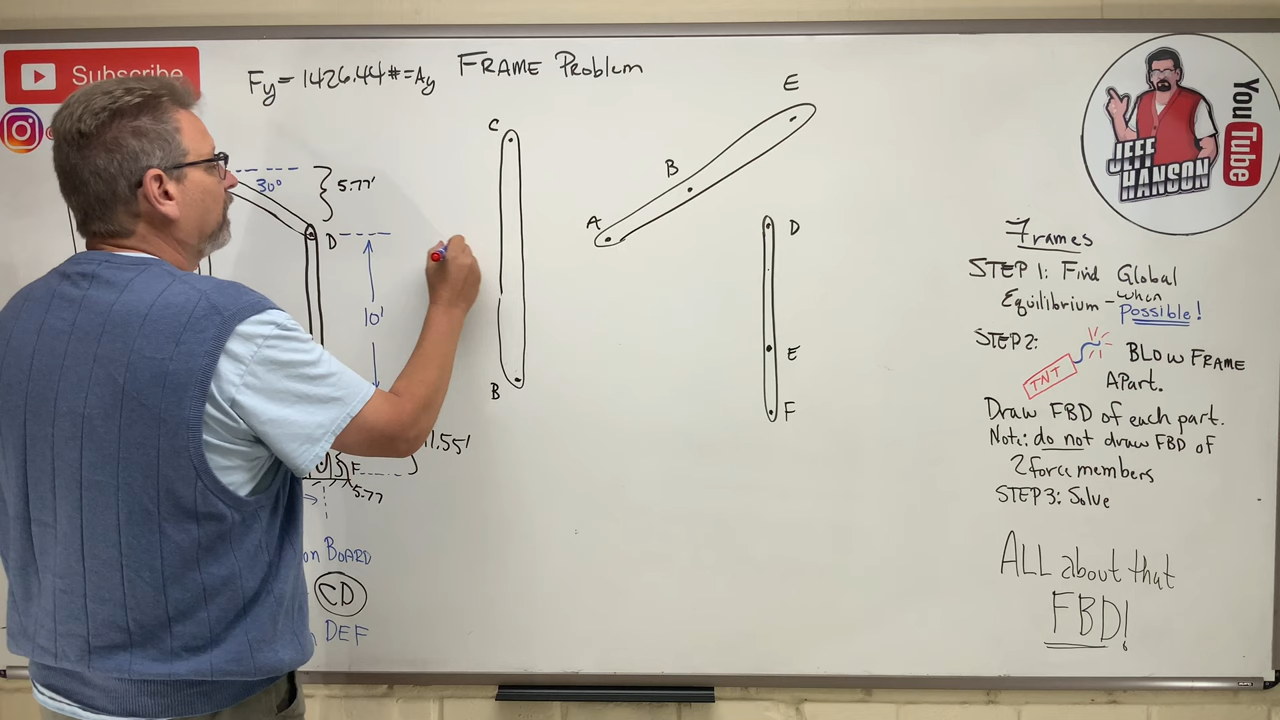 Subscribe
Fy = 1426.44 # = Ay
FRAME Problem
30°
5.77'
D
10'
F
5.77
on BOARD
CD
DEF
C
B
E
B
A
D
E
F
JEFF
HANSON
YouTube
Frames
STEP 1: Find Global
Equilibrium - when
Possible!
STEP 2:
TNT
BLOW FRAME
APart.
Draw FBD of each part.
Note: do not draw FBD of
2 force members
STEP 3: Solve
ALL about that
FBD!